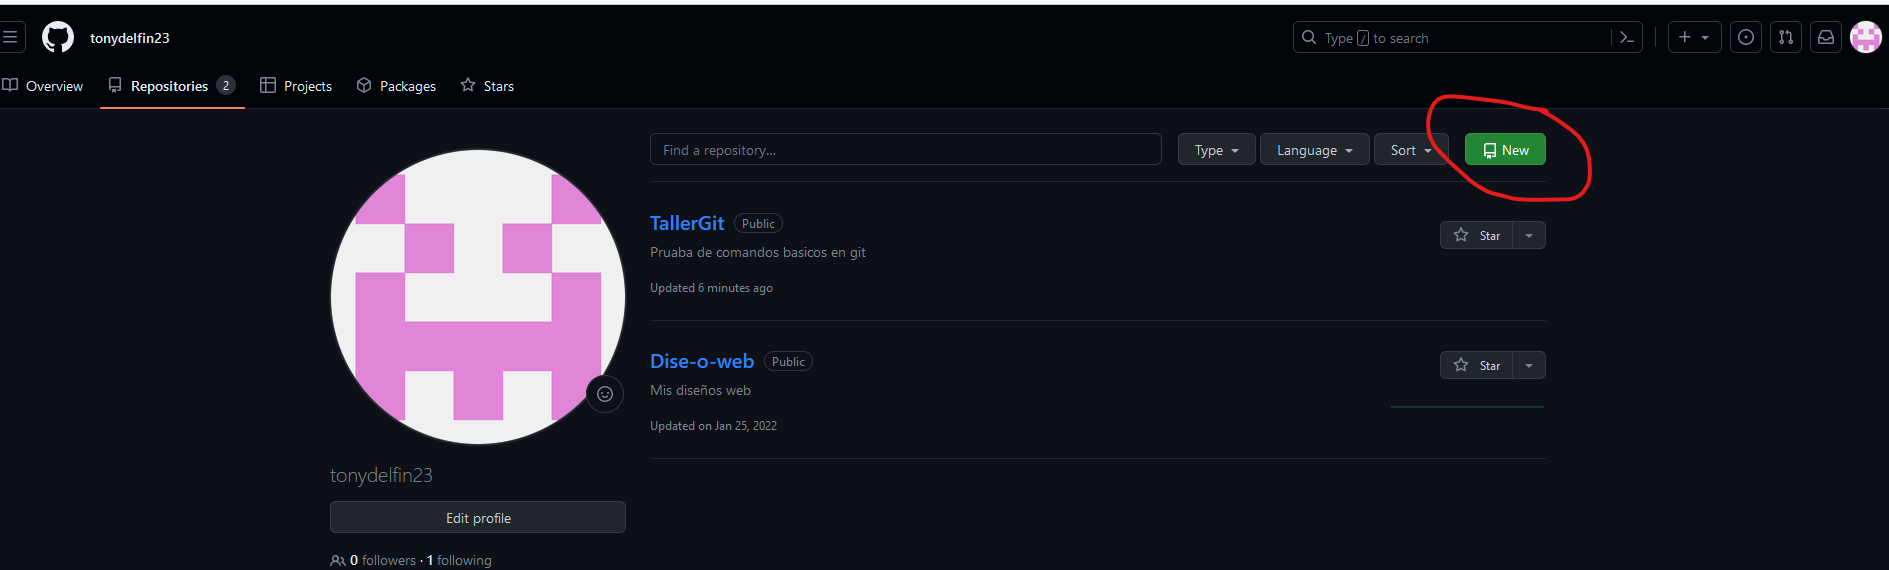 tonydelfin23
Type / to search
Overview Repositories 2 Projects Packages Stars
Find a repository... Type Language Sort New
TallerGit Public
Star
Pruaba de comandos basicos en git
Updated 6 minutes ago
Dise-o-web Public
Star
Mis diseños web
Updated on Jan 25, 2022
tonydelfin23
Edit profile
0 followers · 1 following